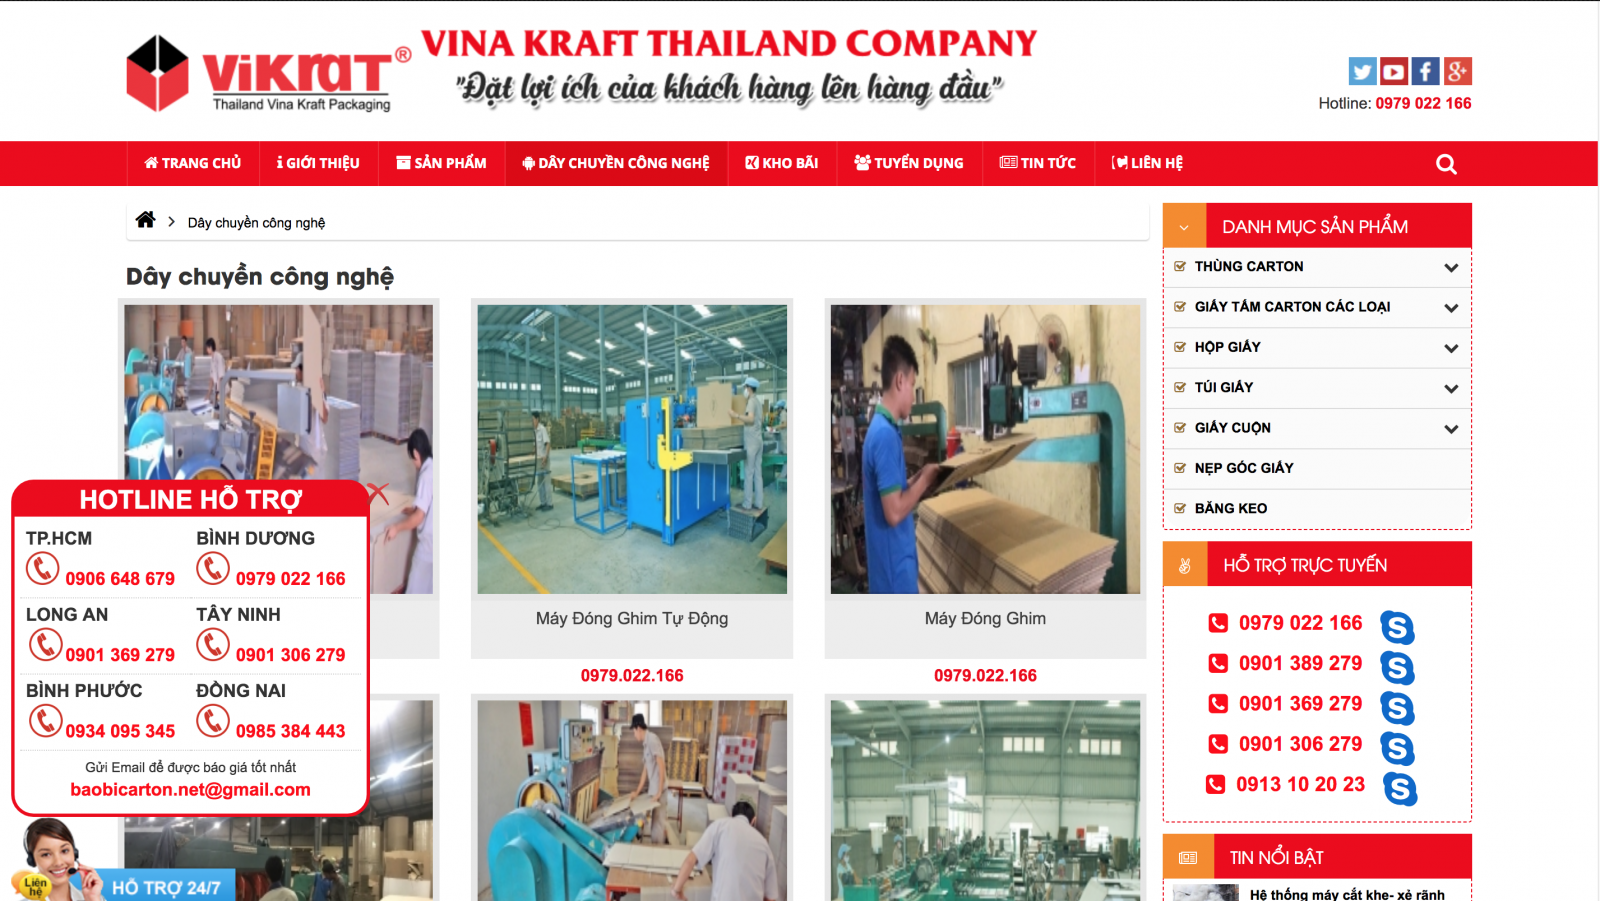 ViKraT® VINA KRAFT THAILAND COMPANY
Thailand Vina Kraft Packaging
"Đặt lợi ích của khách hàng lên hàng đầu"
Hotline: 0979 022 166
TRANG CHỦ GIỚI THIỆU SẢN PHẨM DÂY CHUYỀN CÔNG NGHỆ KHO BÃI TUYỂN DỤNG TIN TỨC LIÊN HỆ
Dây chuyền công nghệ
Dây chuyền công nghệ
Máy Đóng Ghim Tự Động
0979.022.166
Máy Đóng Ghim
0979.022.166
HOTLINE HỖ TRỢ
TP.HCM
0906 648 679
BÌNH DƯƠNG
0979 022 166
LONG AN
0901 369 279
TÂY NINH
0901 306 279
BÌNH PHƯỚC
0934 095 345
ĐỒNG NAI
0985 384 443
Gửi Email để được báo giá tốt nhất
baobicarton.net@gmail.com
Liên
hệ
HỖ TRỢ 24/7
DANH MỤC SẢN PHẨM
THÙNG CARTON
GIẤY TẤM CARTON CÁC LOẠI
HỘP GIẤY
TÚI GIẤY
GIẤY CUỘN
NẸP GÓC GIẤY
BĂNG KEO
HỖ TRỢ TRỰC TUYẾN
0979 022 166
0901 389 279
0901 369 279
0901 306 279
0913 10 20 23
TIN NỔI BẬT
Hệ thống máy cắt khe- xẻ rãnh